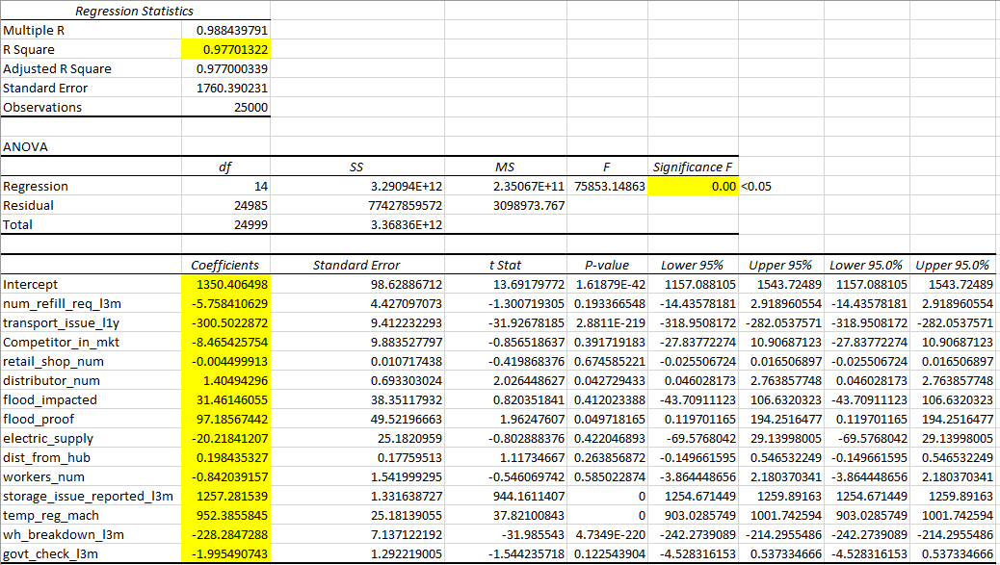 Regression Statistics
Multiple R 0.988439791
R Square 0.97701322
Adjusted R Square 0.977000339
Standard Error 1760.390231
Observations 25000
ANOVA
df SS MS F Significance F
Regression 14 3.29094E+12 2.35067E+11 75853.14863 0.00 <0.05
Residual 24985 77427859572 3098973.767
Total 24999 3.36836E+12
Coefficients Standard Error t Stat P-value Lower 95% Upper 95% Lower 95.0% Upper 95.0%
Intercept 1350.406498 98.62886712 13.69179772 1.61879E-42 1157.088105 1543.72489 1157.088105 1543.72489
num_refill_req_l3m -5.758410629 4.427097073 -1.300719305 0.193366548 -14.43578181 2.918960554 -14.43578181 2.918960554
transport_issue_l1y -300.5022872 9.412232293 -31.92678185 2.8811E-219 -318.9508172 -282.0537571 -318.9508172 -282.0537571
Competitor_in_mkt -8.465425754 9.883527797 -0.856518637 0.391719183 -27.83772274 10.90687123 -27.83772274 10.90687123
retail_shop_num -0.004499913 0.010717438 -0.419868376 0.674585221 -0.025506724 0.016506897 -0.025506724 0.016506897
distributor_num 1.40494296 0.693303024 2.026448627 0.042729433 0.046028173 2.763857748 0.046028173 2.763857748
flood_impacted 31.46146055 38.35117932 0.820351841 0.412023388 -43.70911123 106.6320323 -43.70911123 106.6320323
flood_proof 97.18567442 49.52196663 1.96247607 0.049718165 0.119701165 194.2516477 0.119701165 194.2516477
electric_supply -20.21841207 25.1820959 -0.802888376 0.422046893 -69.5768042 29.13998005 -69.5768042 29.13998005
dist_from_hub 0.198435327 0.17759513 1.11734667 0.263856872 -0.149661595 0.546532249 -0.149661595 0.546532249
workers_num -0.842039157 1.541999295 -0.546069742 0.585022874 -3.864448656 2.180370341 -3.864448656 2.180370341
storage_issue_reported_l3m 1257.281539 1.331638727 944.1611407 0 1254.671449 1259.89163 1254.671449 1259.89163
temp_reg_mach 952.3855845 25.18139055 37.82100843 0 903.0285749 1001.742594 903.0285749 1001.742594
wh_breakdown_l3m -228.2847288 7.137122192 -31.985543 4.7349E-220 -242.2739089 -214.2955486 -242.2739089 -214.2955486
govt_check_l3m -1.995490743 1.292219005 -1.544235718 0.122543904 -4.528316153 0.537334666 -4.528316153 0.537334666